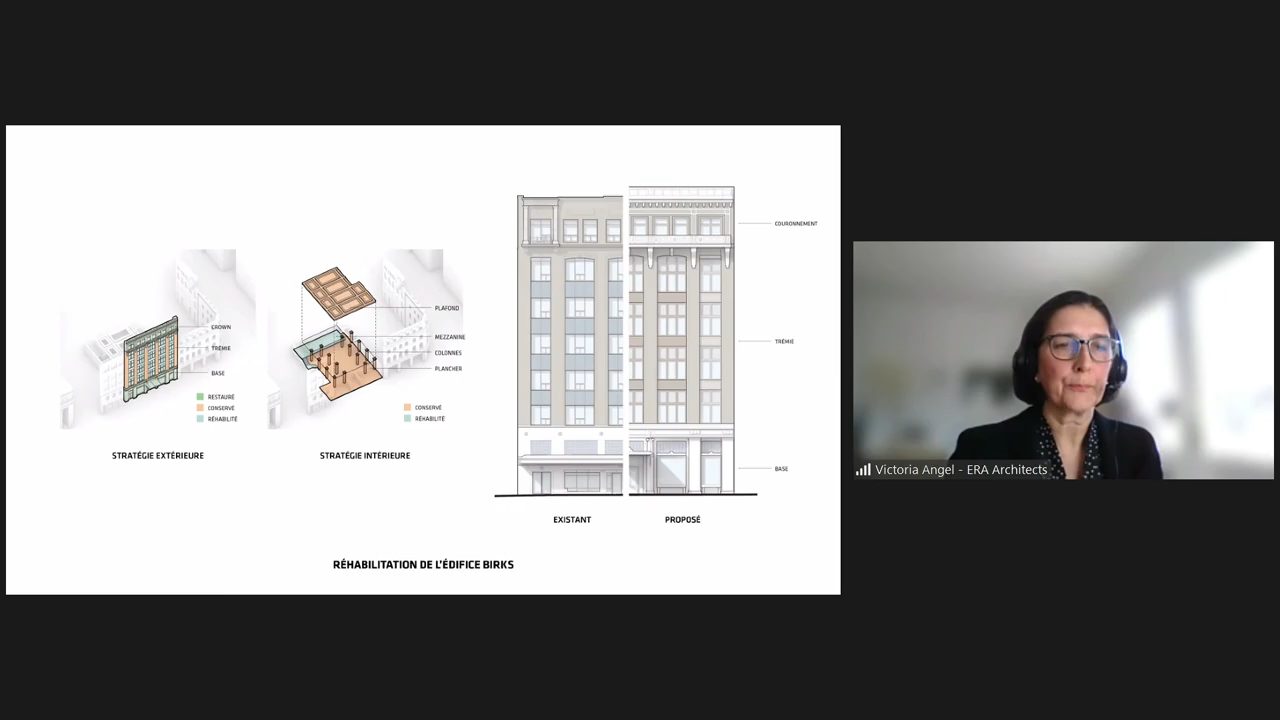 CROWN
TRÉMIE
BASE
RESTAURÉ
CONSERVÉ
RÉHABILITÉ
STRATÉGIE EXTÉRIEURE
PLAFOND
MEZZANINE
COLONNES
PLANCHER
CONSERVÉ
RÉHABILITÉ
STRATÉGIE INTÉRIEURE
COURONNEMENT
TRÉMIE
BASE
EXISTANT
PROPOSÉ
RÉHABILITATION DE L'ÉDIFICE BIRKS
Victoria Angel - ERA Architects